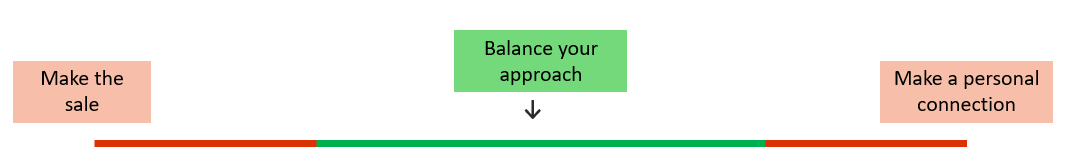 Make the
sale
Balance your
approach
Make a personal
connection